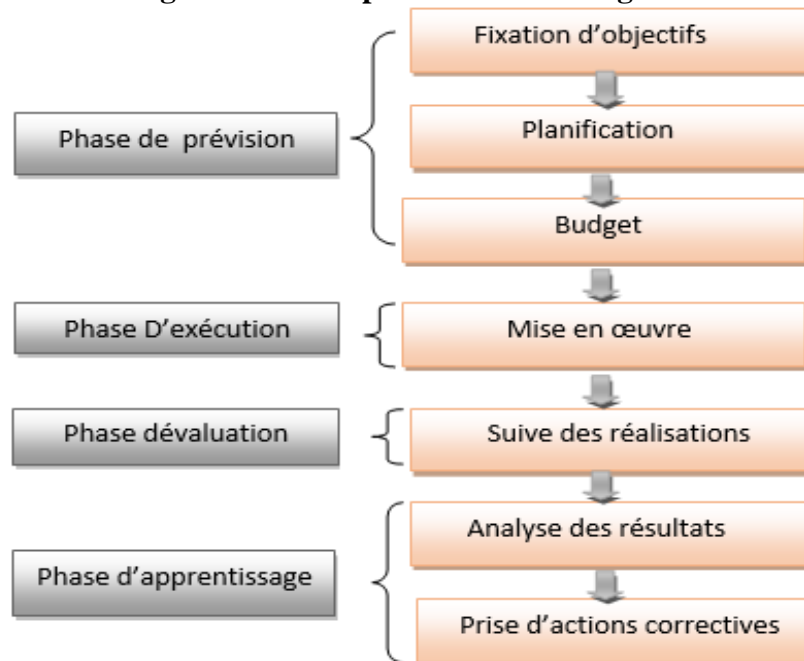 Fixation d’objectifs
Planification
Phase de prévision
Budget
Phase D’exécution
Mise en œuvre
Phase dévaluation
Suive des réalisations
Analyse des résultats
Phase d’apprentissage
Prise d’actions correctives